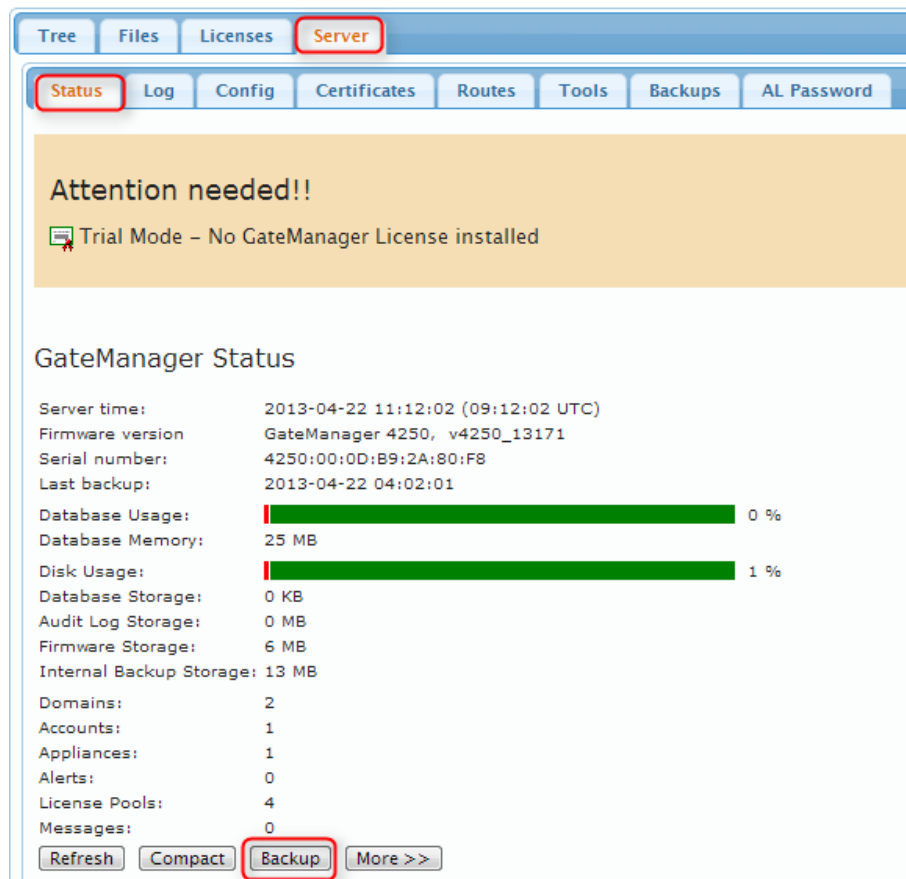 Tree Files Licenses Server
Status Log Config Certificates Routes Tools Backups AL Password
Attention needed!!
Trial Mode – No GateManager License installed
GateManager Status
Server time: 2013-04-22 11:12:02 (09:12:02 UTC)
Firmware version GateManager 4250, v4250_13171
Serial number: 4250:00:0D:B9:2A:80:F8
Last backup: 2013-04-22 04:02:01
Database Usage: 0 %
Database Memory: 25 MB
Disk Usage: 1 %
Database Storage: 0 KB
Audit Log Storage: 0 MB
Firmware Storage: 6 MB
Internal Backup Storage: 13 MB
Domains: 2
Accounts: 1
Appliances: 1
Alerts: 0
License Pools: 4
Messages: 0
Refresh Compact Backup More >>